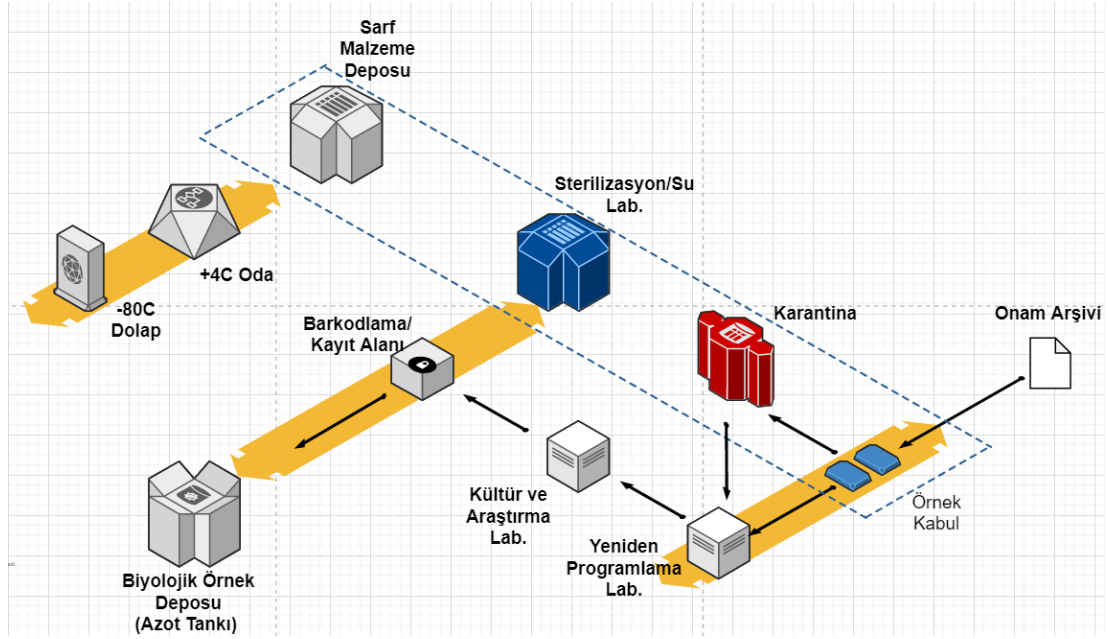 Sarf
Malzeme
Deposu
Sterilizasyon/Su
Lab.
+4C Oda
-80C
Dolap
Barkodlama/
Kayıt Alanı
Karantina
Onam Arşivi
Kültür ve
Araştırma
Lab.
Örnek
Kabul
Yeniden
Programlama
Lab.
Biyolojik Örnek
Deposu
(Azot Tankı)